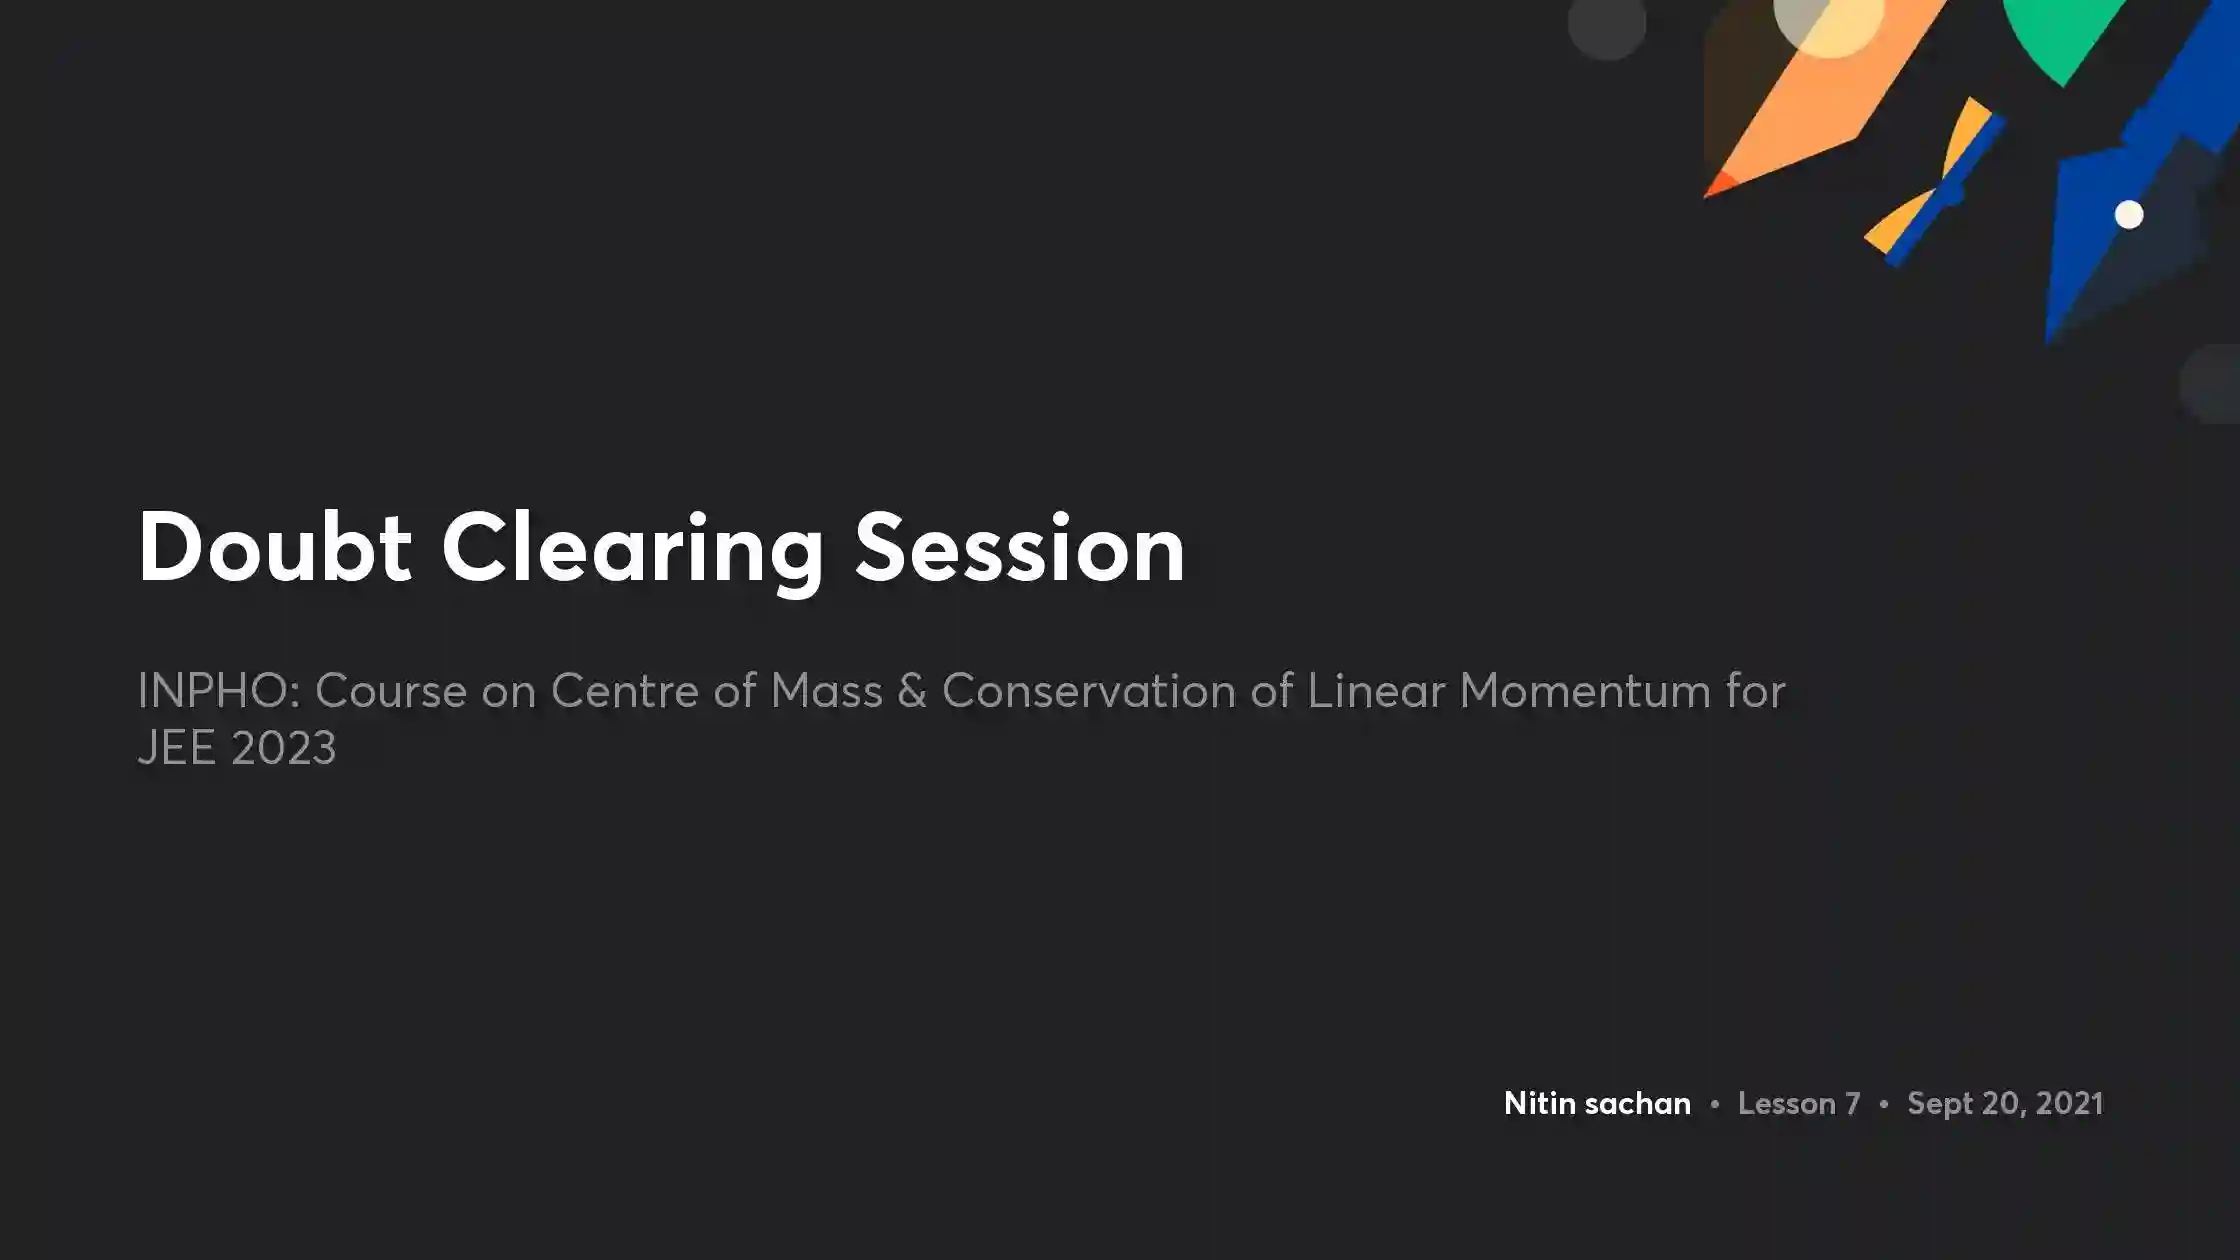 Doubt Clearing Session
INPHO: Course on Centre of Mass & Conservation of Linear Momentum for
JEE 2023
Nitin sachan • Lesson 7 • Sept 20, 2021